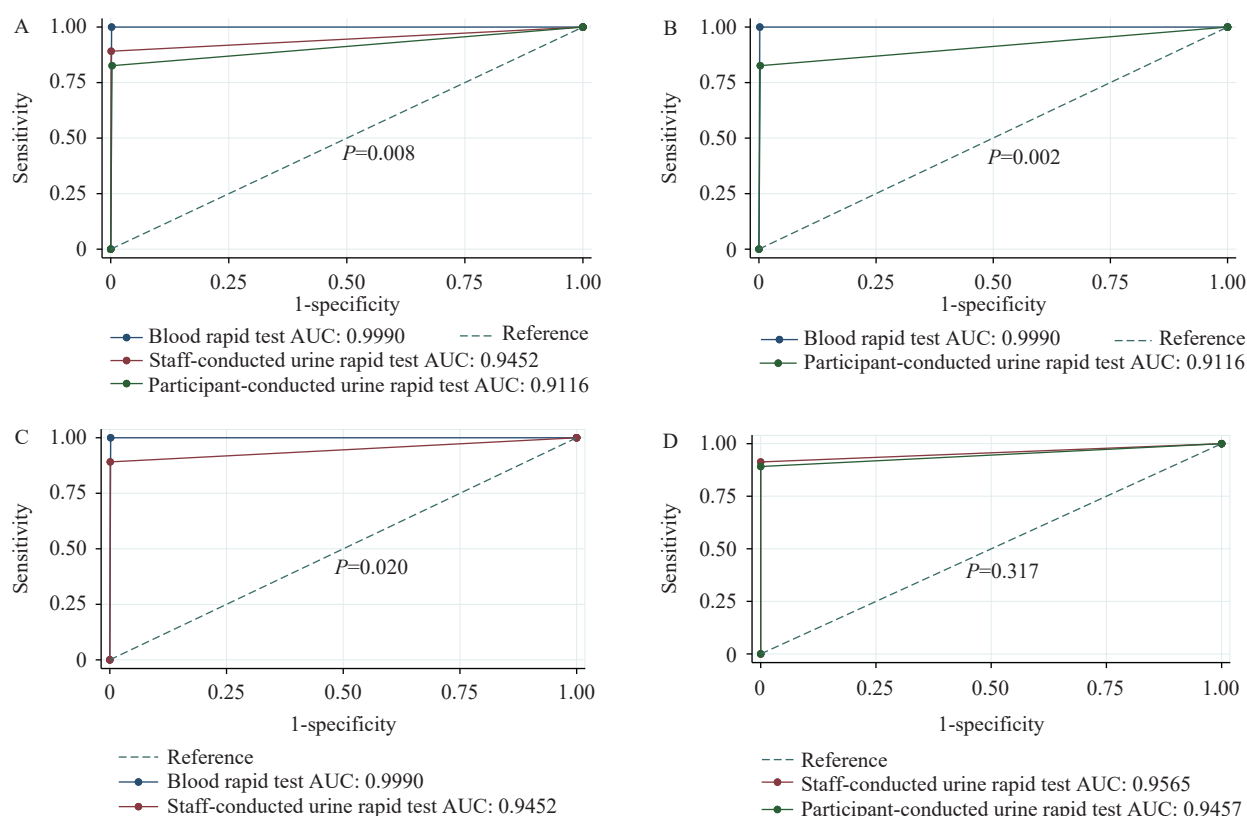 A
1.00
0.75
0.50
0.25
0
Sensitivity
P=0.008
0 0.25 0.50 0.75 1.00
1-specificity
Blood rapid test AUC: 0.9990 Reference
Staff-conducted urine rapid test AUC: 0.9452
Participant-conducted urine rapid test AUC: 0.9116
B
1.00
0.75
0.50
0.25
0
Sensitivity
P=0.002
0 0.25 0.50 0.75 1.00
1-specificity
Blood rapid test AUC: 0.9990 Reference
Participant-conducted urine rapid test AUC: 0.9116
C
1.00
0.75
0.50
0.25
0
Sensitivity
P=0.020
0 0.25 0.50 0.75 1.00
1-specificity
Reference
Blood rapid test AUC: 0.9990
Staff-conducted urine rapid test AUC: 0.9452
D
1.00
0.75
0.50
0.25
0
Sensitivity
P=0.317
0 0.25 0.50 0.75 1.00
1-specificity
Reference
Staff-conducted urine rapid test AUC: 0.9565
Participant-conducted urine rapid test AUC: 0.9457